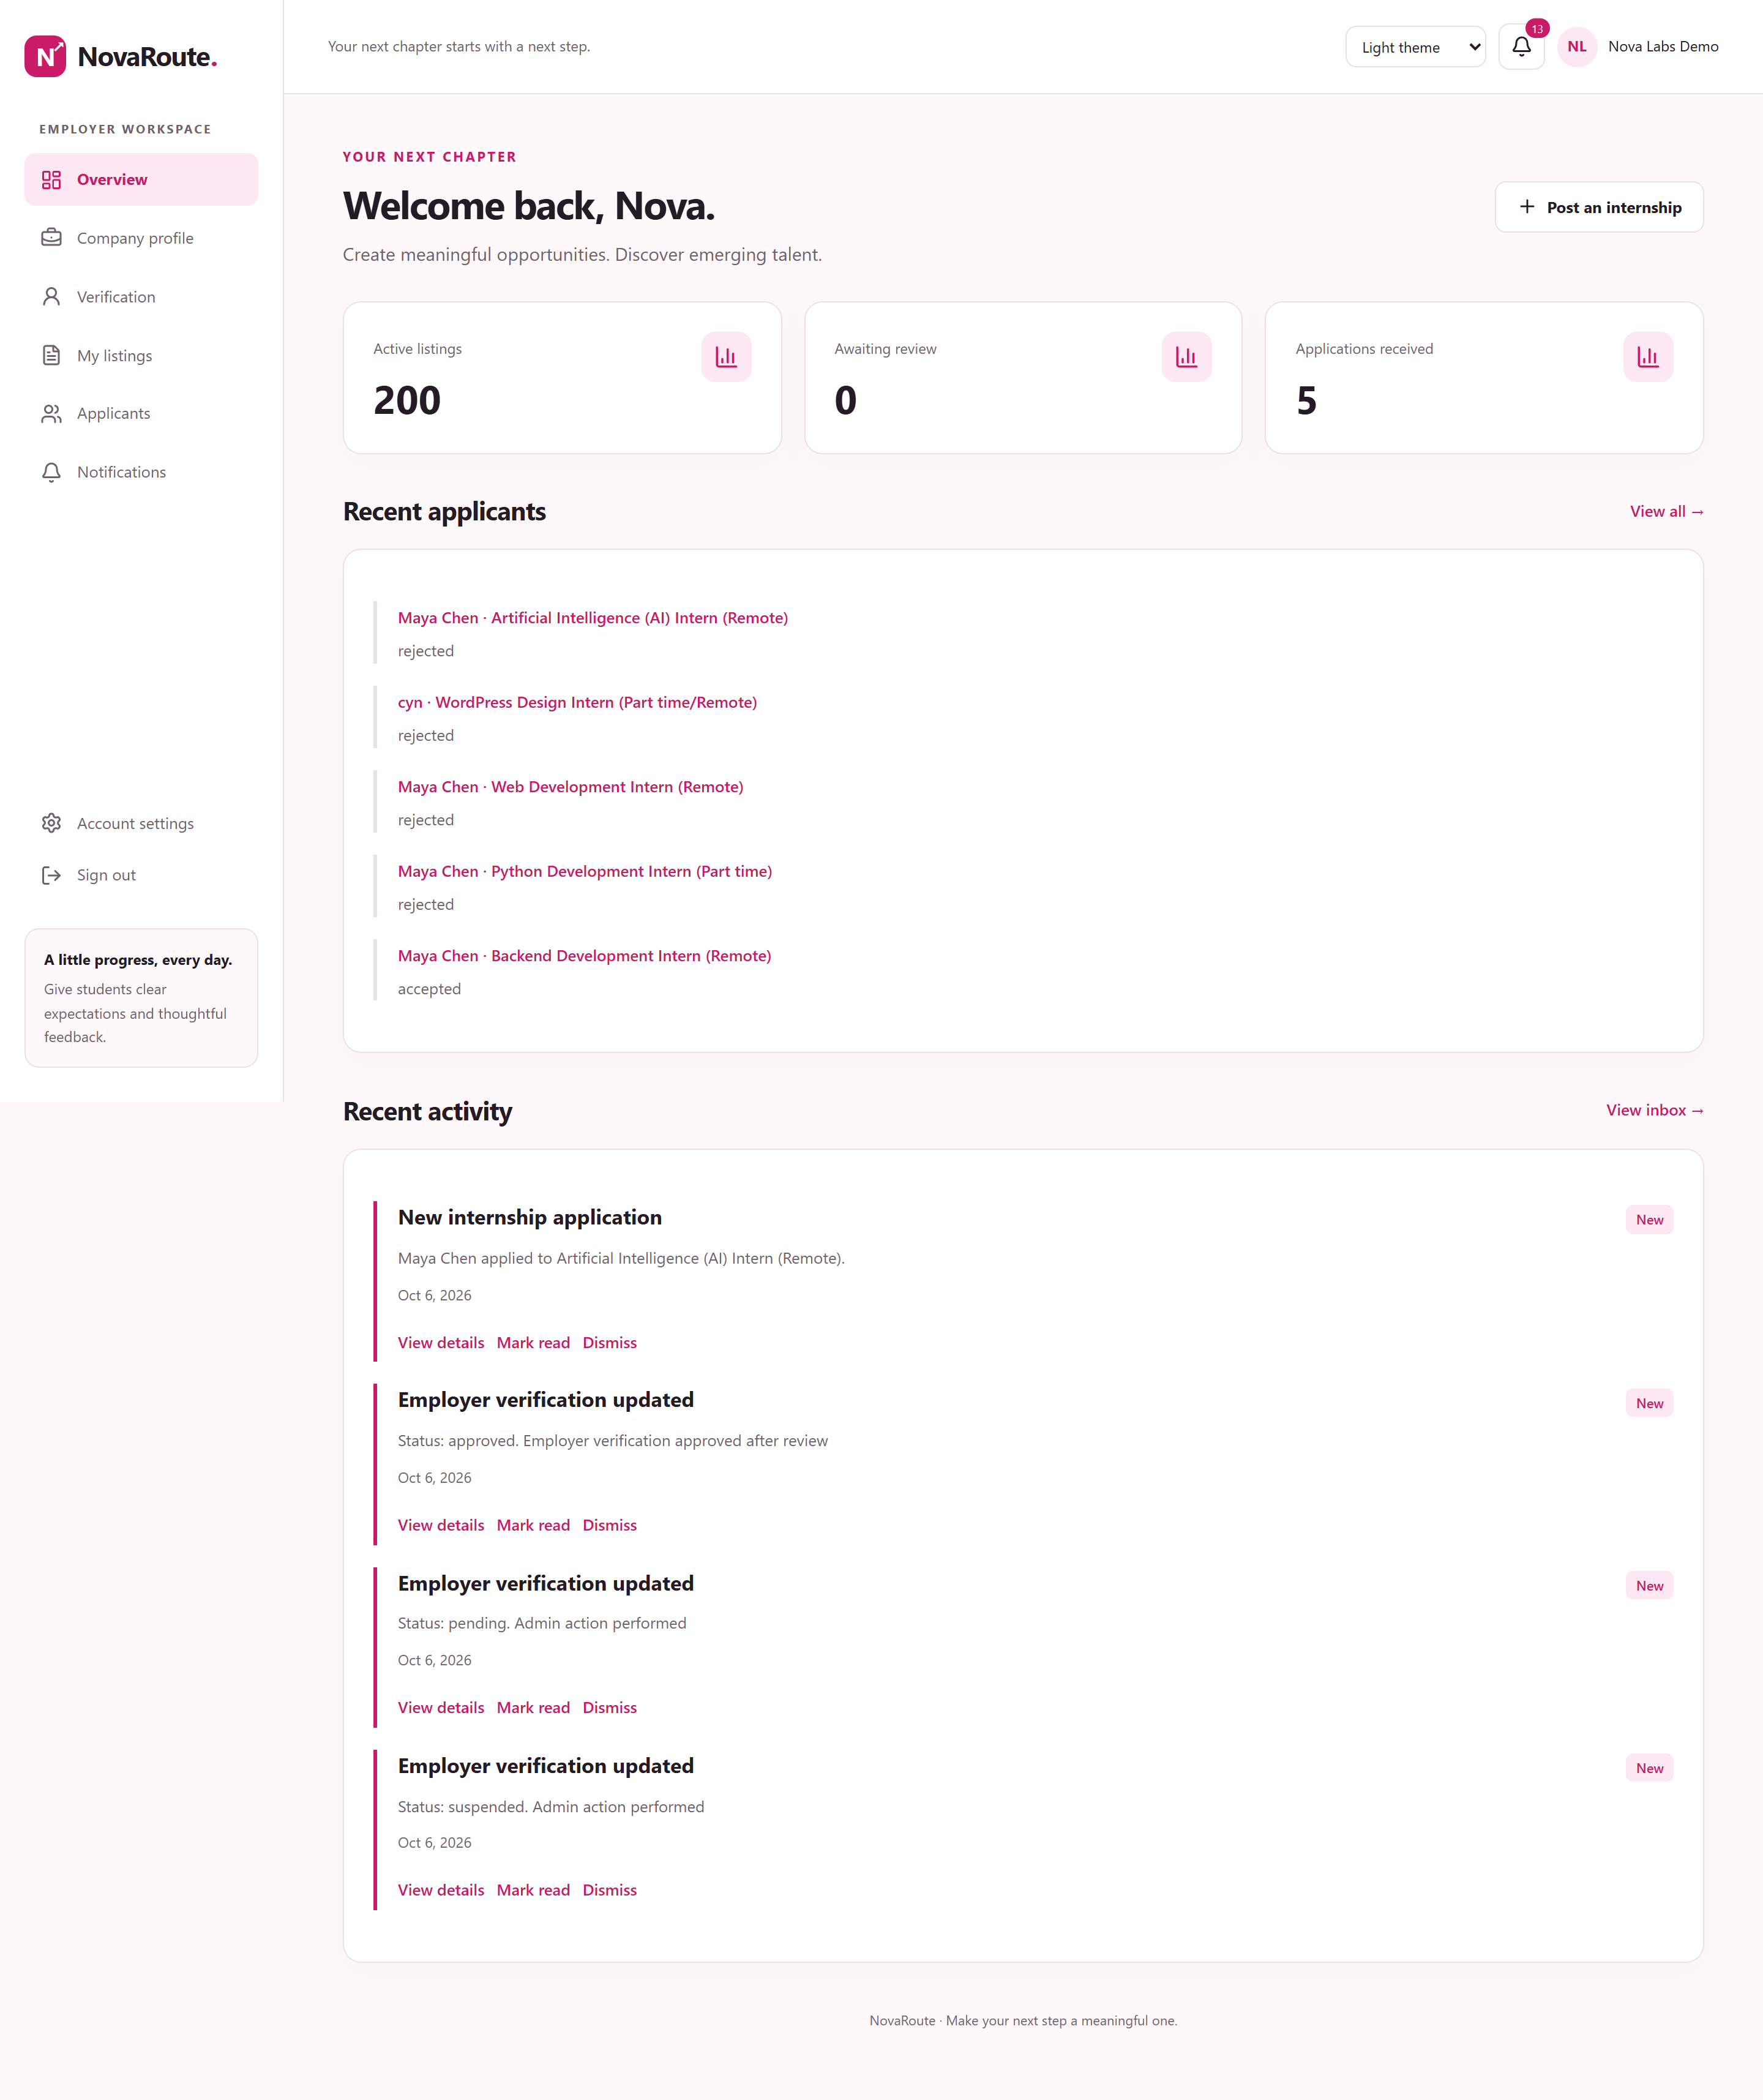 NovaRoute.
EMPLOYER WORKSPACE
Overview
Company profile
Verification
My listings
Applicants
Notifications
Account settings
Sign out
A little progress, every day.
Give students clear
expectations and thoughtful
feedback.
Your next chapter starts with a next step.
Light theme
13
NL
Nova Labs Demo
YOUR NEXT CHAPTER
Welcome back, Nova.
Create meaningful opportunities. Discover emerging talent.
Post an internship
Active listings
200
Awaiting review
0
Applications received
5
Recent applicants
View all →
Maya Chen · Artificial Intelligence (AI) Intern (Remote)
rejected
cyn · WordPress Design Intern (Part time/Remote)
rejected
Maya Chen · Web Development Intern (Remote)
rejected
Maya Chen · Python Development Intern (Part time)
rejected
Maya Chen · Backend Development Intern (Remote)
accepted
Recent activity
View inbox →
New internship application
New
Maya Chen applied to Artificial Intelligence (AI) Intern (Remote).
Oct 6, 2026
View details Mark read Dismiss
Employer verification updated
New
Status: approved. Employer verification approved after review
Oct 6, 2026
View details Mark read Dismiss
Employer verification updated
New
Status: pending. Admin action performed
Oct 6, 2026
View details Mark read Dismiss
Employer verification updated
New
Status: suspended. Admin action performed
Oct 6, 2026
View details Mark read Dismiss
NovaRoute · Make your next step a meaningful one.